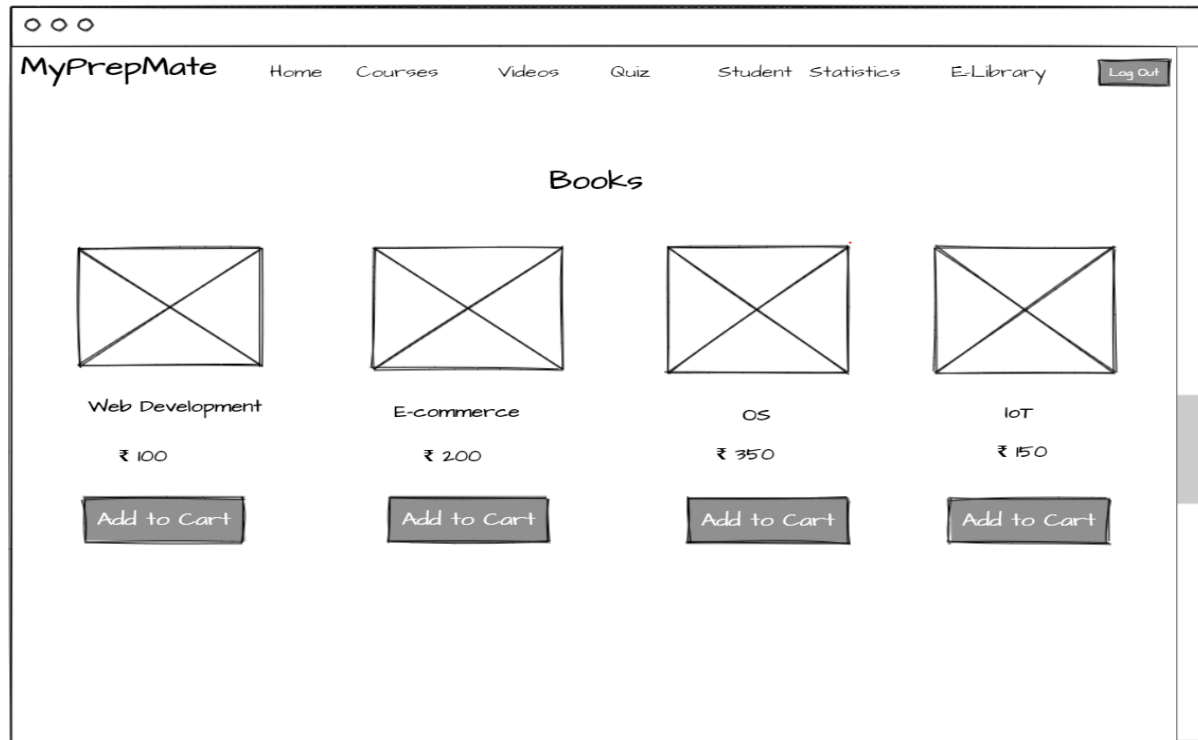 MyPrepMate Home Courses Videos Quiz Student Statistics E-Library Log Out
Books
Web Development E-commerce OS IoT
₹ 100 ₹ 200 ₹ 350 ₹ 150
Add to Cart Add to Cart Add to Cart Add to Cart